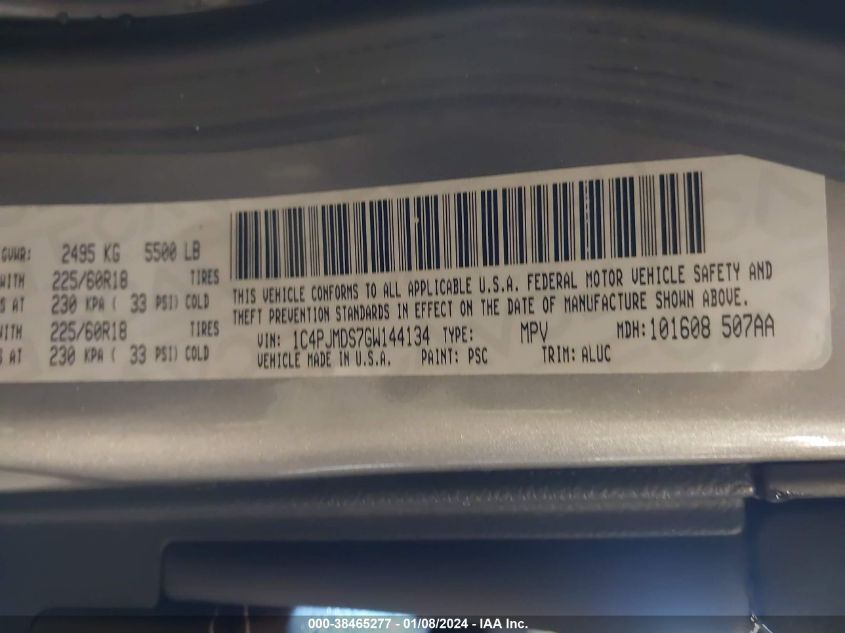 GVWR: 2495 KG 5500 LB
WITH 225/60R18 TIRES
S AT 230 KPA ( 33 PSI) COLD
WITH 225/60R18 TIRES
S AT 230 KPA ( 33 PSI) COLD
THIS VEHICLE CONFORMS TO ALL APPLICABLE U.S.A. FEDERAL MOTOR VEHICLE SAFETY AND
THEFT PREVENTION STANDARDS IN EFFECT ON THE DATE OF MANUFACTURE SHOWN ABOVE.
VIN: 1C4PJMDS7GW144134 TYPE: MPV MDH:101608 507AA
VEHICLE MADE IN U.S.A. PAINT: PSC TRIM: ALUC
000-38465277 - 01/08/2024 - IAA Inc.